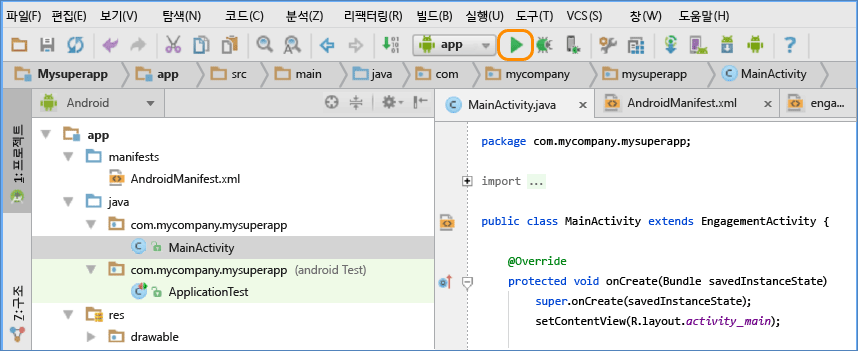 파일(F) 편집(E) 보기(V) 탐색(N) 코드(C) 분석(Z) 리팩터링(R) 빌드(B) 실행(U) 도구(T) VCS(S) 창(W) 도움말(H)
app
Mysuperapp app src main java com mycompany mysuperapp MainActivity
Android
MainActivity.java AndroidManifest.xml enga...
1: 프로젝트
app
manifests
AndroidManifest.xml
java
com.mycompany.mysuperapp
MainActivity
com.mycompany.mysuperapp (android Test)
ApplicationTest
res
drawable
7: 구조
package com.mycompany.mysuperapp;
import ...
public class MainActivity extends EngagementActivity {
@Override
protected void onCreate(Bundle savedInstanceState)
super.onCreate(savedInstanceState);
setContentView(R.layout.activity_main);